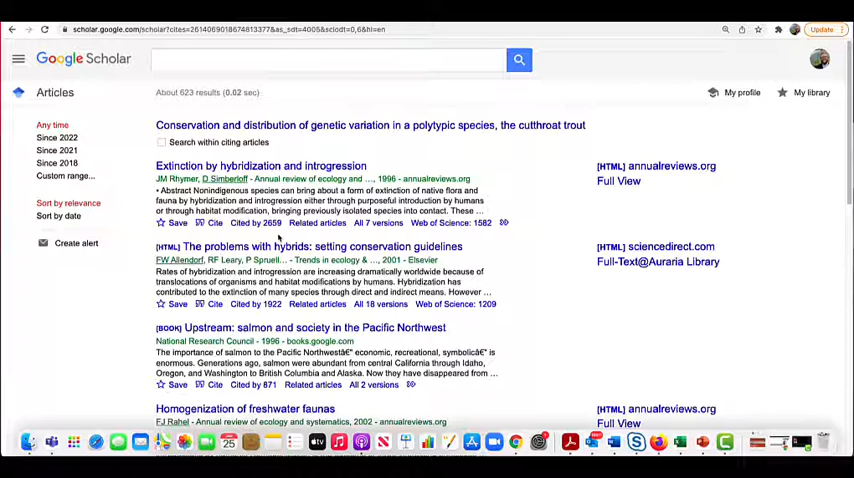 scholar.google.com/scholar?cites=2614069018674813377&as_sdt=4005&sciodt=0,6&hl=en
Update
Google Scholar
Articles
About 623 results (0.02 sec)
My profile
My library
Any time
Since 2022
Since 2021
Since 2018
Custom range...
Sort by relevance
Sort by date
Create alert
Conservation and distribution of genetic variation in a polytypic species, the cutthroat trout
Search within citing articles
Extinction by hybridization and introgression
[HTML] annualreviews.org
JM Rhymer, D Simberloff - Annual review of ecology and ..., 1996 - annualreviews.org
Full View
• Abstract Nonindigenous species can bring about a form of extinction of native flora and
fauna by hybridization and introgression either through purposeful introduction by humans
or through habitat modification, bringing previously isolated species into contact. These ...
Save Cite Cited by 2659 Related articles All 7 versions Web of Science: 1582
[HTML] The problems with hybrids: setting conservation guidelines
[HTML] sciencedirect.com
FW Allendorf, RF Leary, P Spruell... - Trends in ecology & ..., 2001 - Elsevier
Full-Text@Auraria Library
Rates of hybridization and introgression are increasing dramatically worldwide because of
translocations of organisms and habitat modifications by humans. Hybridization has
contributed to the extinction of many species through direct and indirect means. However ...
Save Cite Cited by 1922 Related articles All 18 versions Web of Science: 1209
[BOOK] Upstream: salmon and society in the Pacific Northwest
National Research Council - 1996 - books.google.com
The importance of salmon to the Pacific Northwestâ€" economic, recreational, symbolicâ€" is
enormous. Generations ago, salmon were abundant from central California through Idaho,
Oregon, and Washington to British Columbia and Alaska. Now they have disappeared from ...
Save Cite Cited by 871 Related articles All 2 versions
Homogenization of freshwater faunas
[HTML] annualreviews.org
FJ Rahel - Annual review of ecology and systematics, 2002 - annualreviews.org
Full View
25
tv